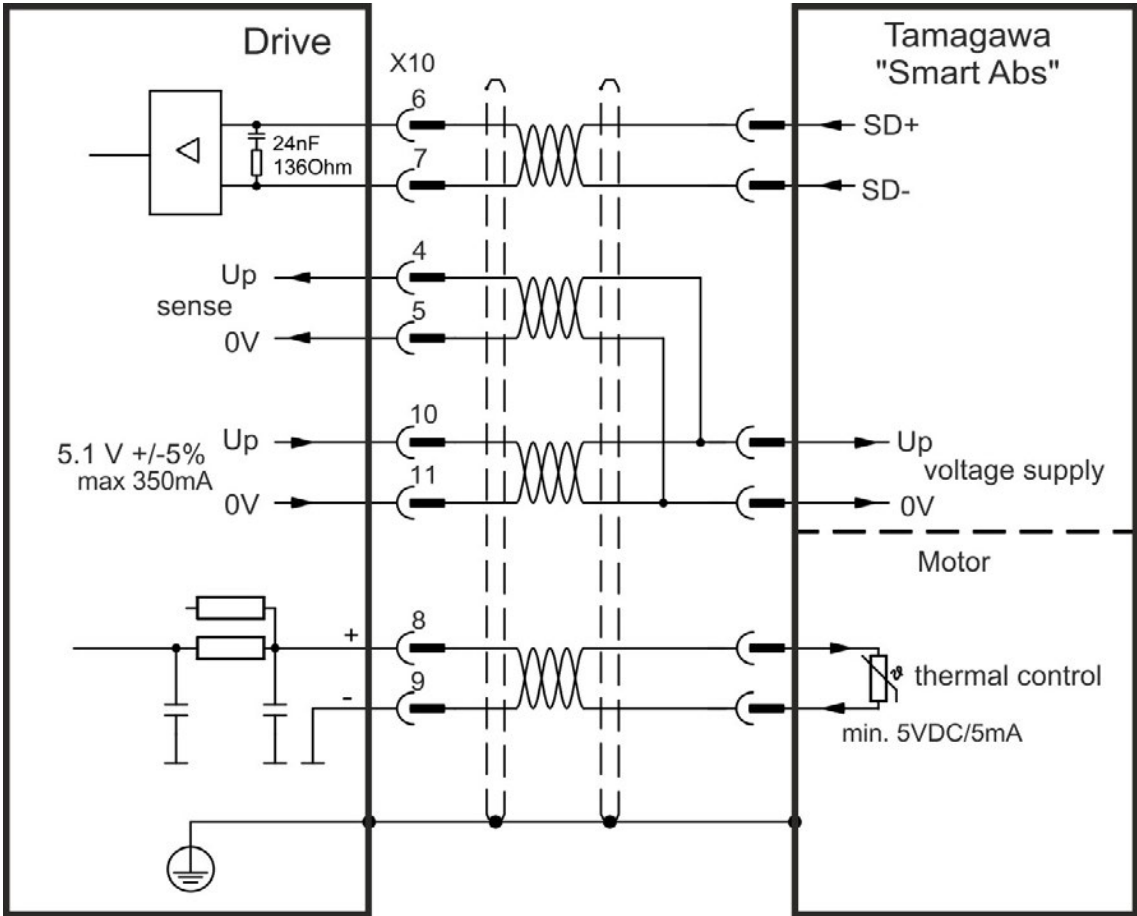 Drive
X10
Tamagawa
"Smart Abs"
6
SD+
24nF
136Ohm
7
SD-
4
Up
sense
5
0V
10
Up
5.1 V +/-5%
max 350mA
Up
voltage supply
11
0V
0V
Motor
8
+
ϑ
thermal control
9
-
min. 5VDC/5mA